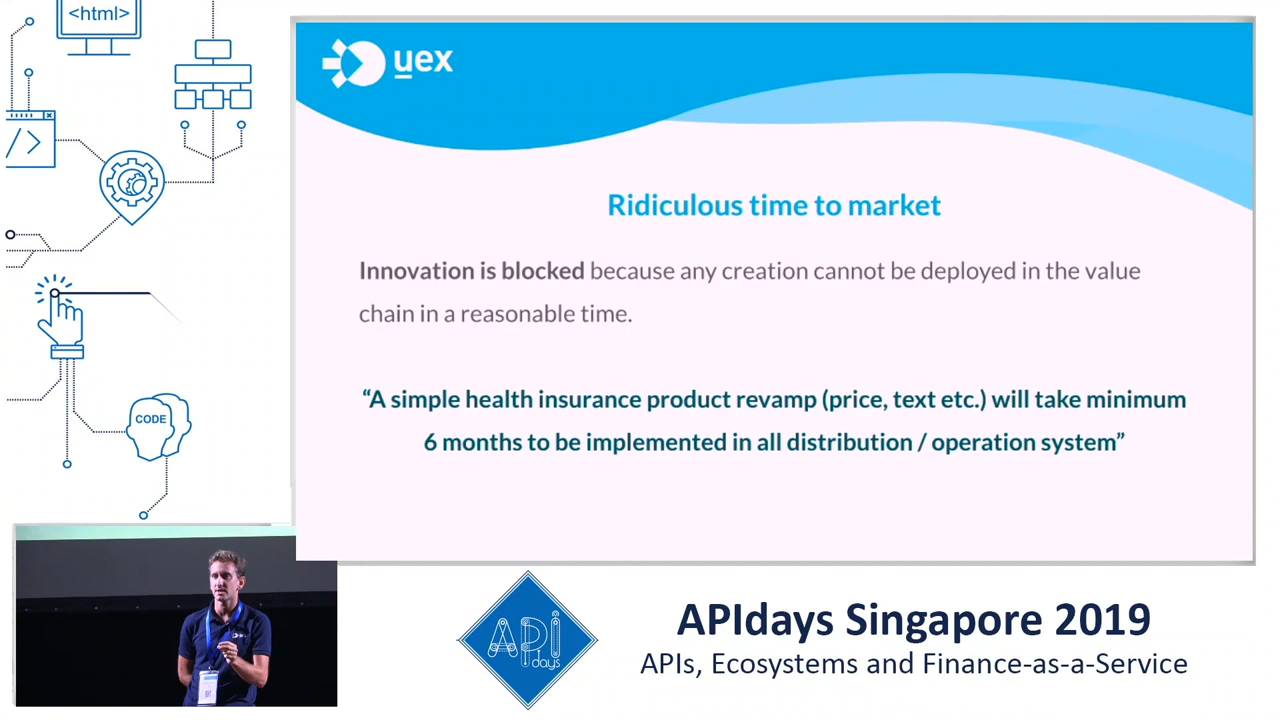 <html>
uex
Ridiculous time to market
Innovation is blocked because any creation cannot be deployed in the value
chain in a reasonable time.
“A simple health insurance product revamp (price, text etc.) will take minimum
6 months to be implemented in all distribution / operation system”
/>
CODE
API
days
APIdays Singapore 2019
APIs, Ecosystems and Finance-as-a-Service